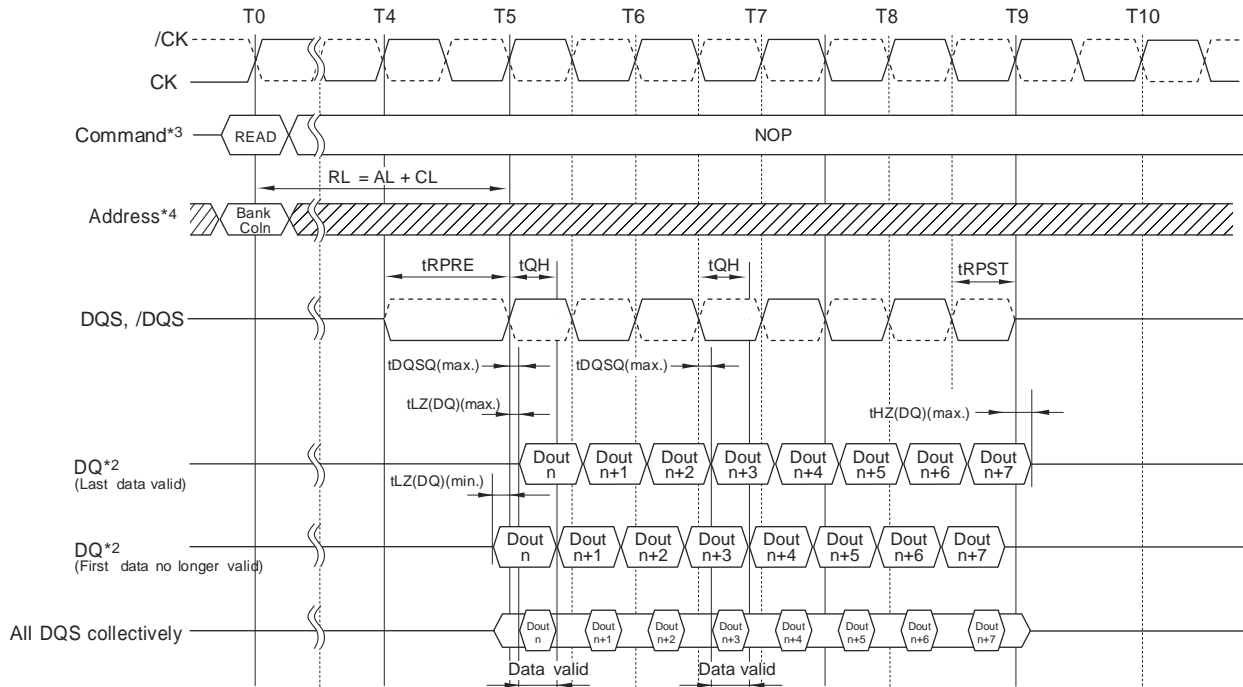 T0 T4 T5 T6 T7 T8 T9 T10
/CK
CK
Command*3 READ NOP
RL = AL + CL
Address*4 Bank
Coln
tRPRE tQH tQH tRPST
DQS, /DQS
tDQSQ(max.) tDQSQ(max.)
tLZ(DQ)(max.) tHZ(DQ)(max.)
DQ*2
(Last data valid)
Dout
n
Dout
n+1
Dout
n+2
Dout
n+3
Dout
n+4
Dout
n+5
Dout
n+6
Dout
n+7
tLZ(DQ)(min.)
DQ*2
(First data no longer valid)
Dout
n
Dout
n+1
Dout
n+2
Dout
n+3
Dout
n+4
Dout
n+5
Dout
n+6
Dout
n+7
All DQS collectively
Dout
n
Dout
n+1
Dout
n+2
Dout
n+3
Dout
n+4
Dout
n+5
Dout
n+6
Dout
n+7
Data valid Data valid